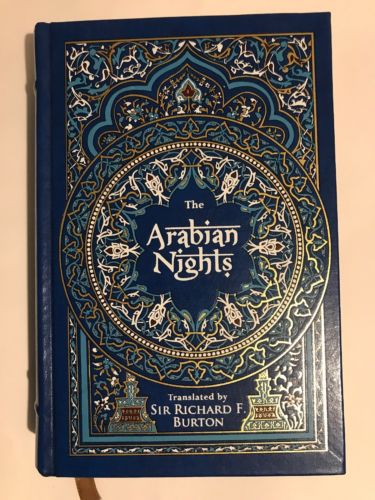 The
Arabian
Nights
Translated by
Sir Richard F.
Burton